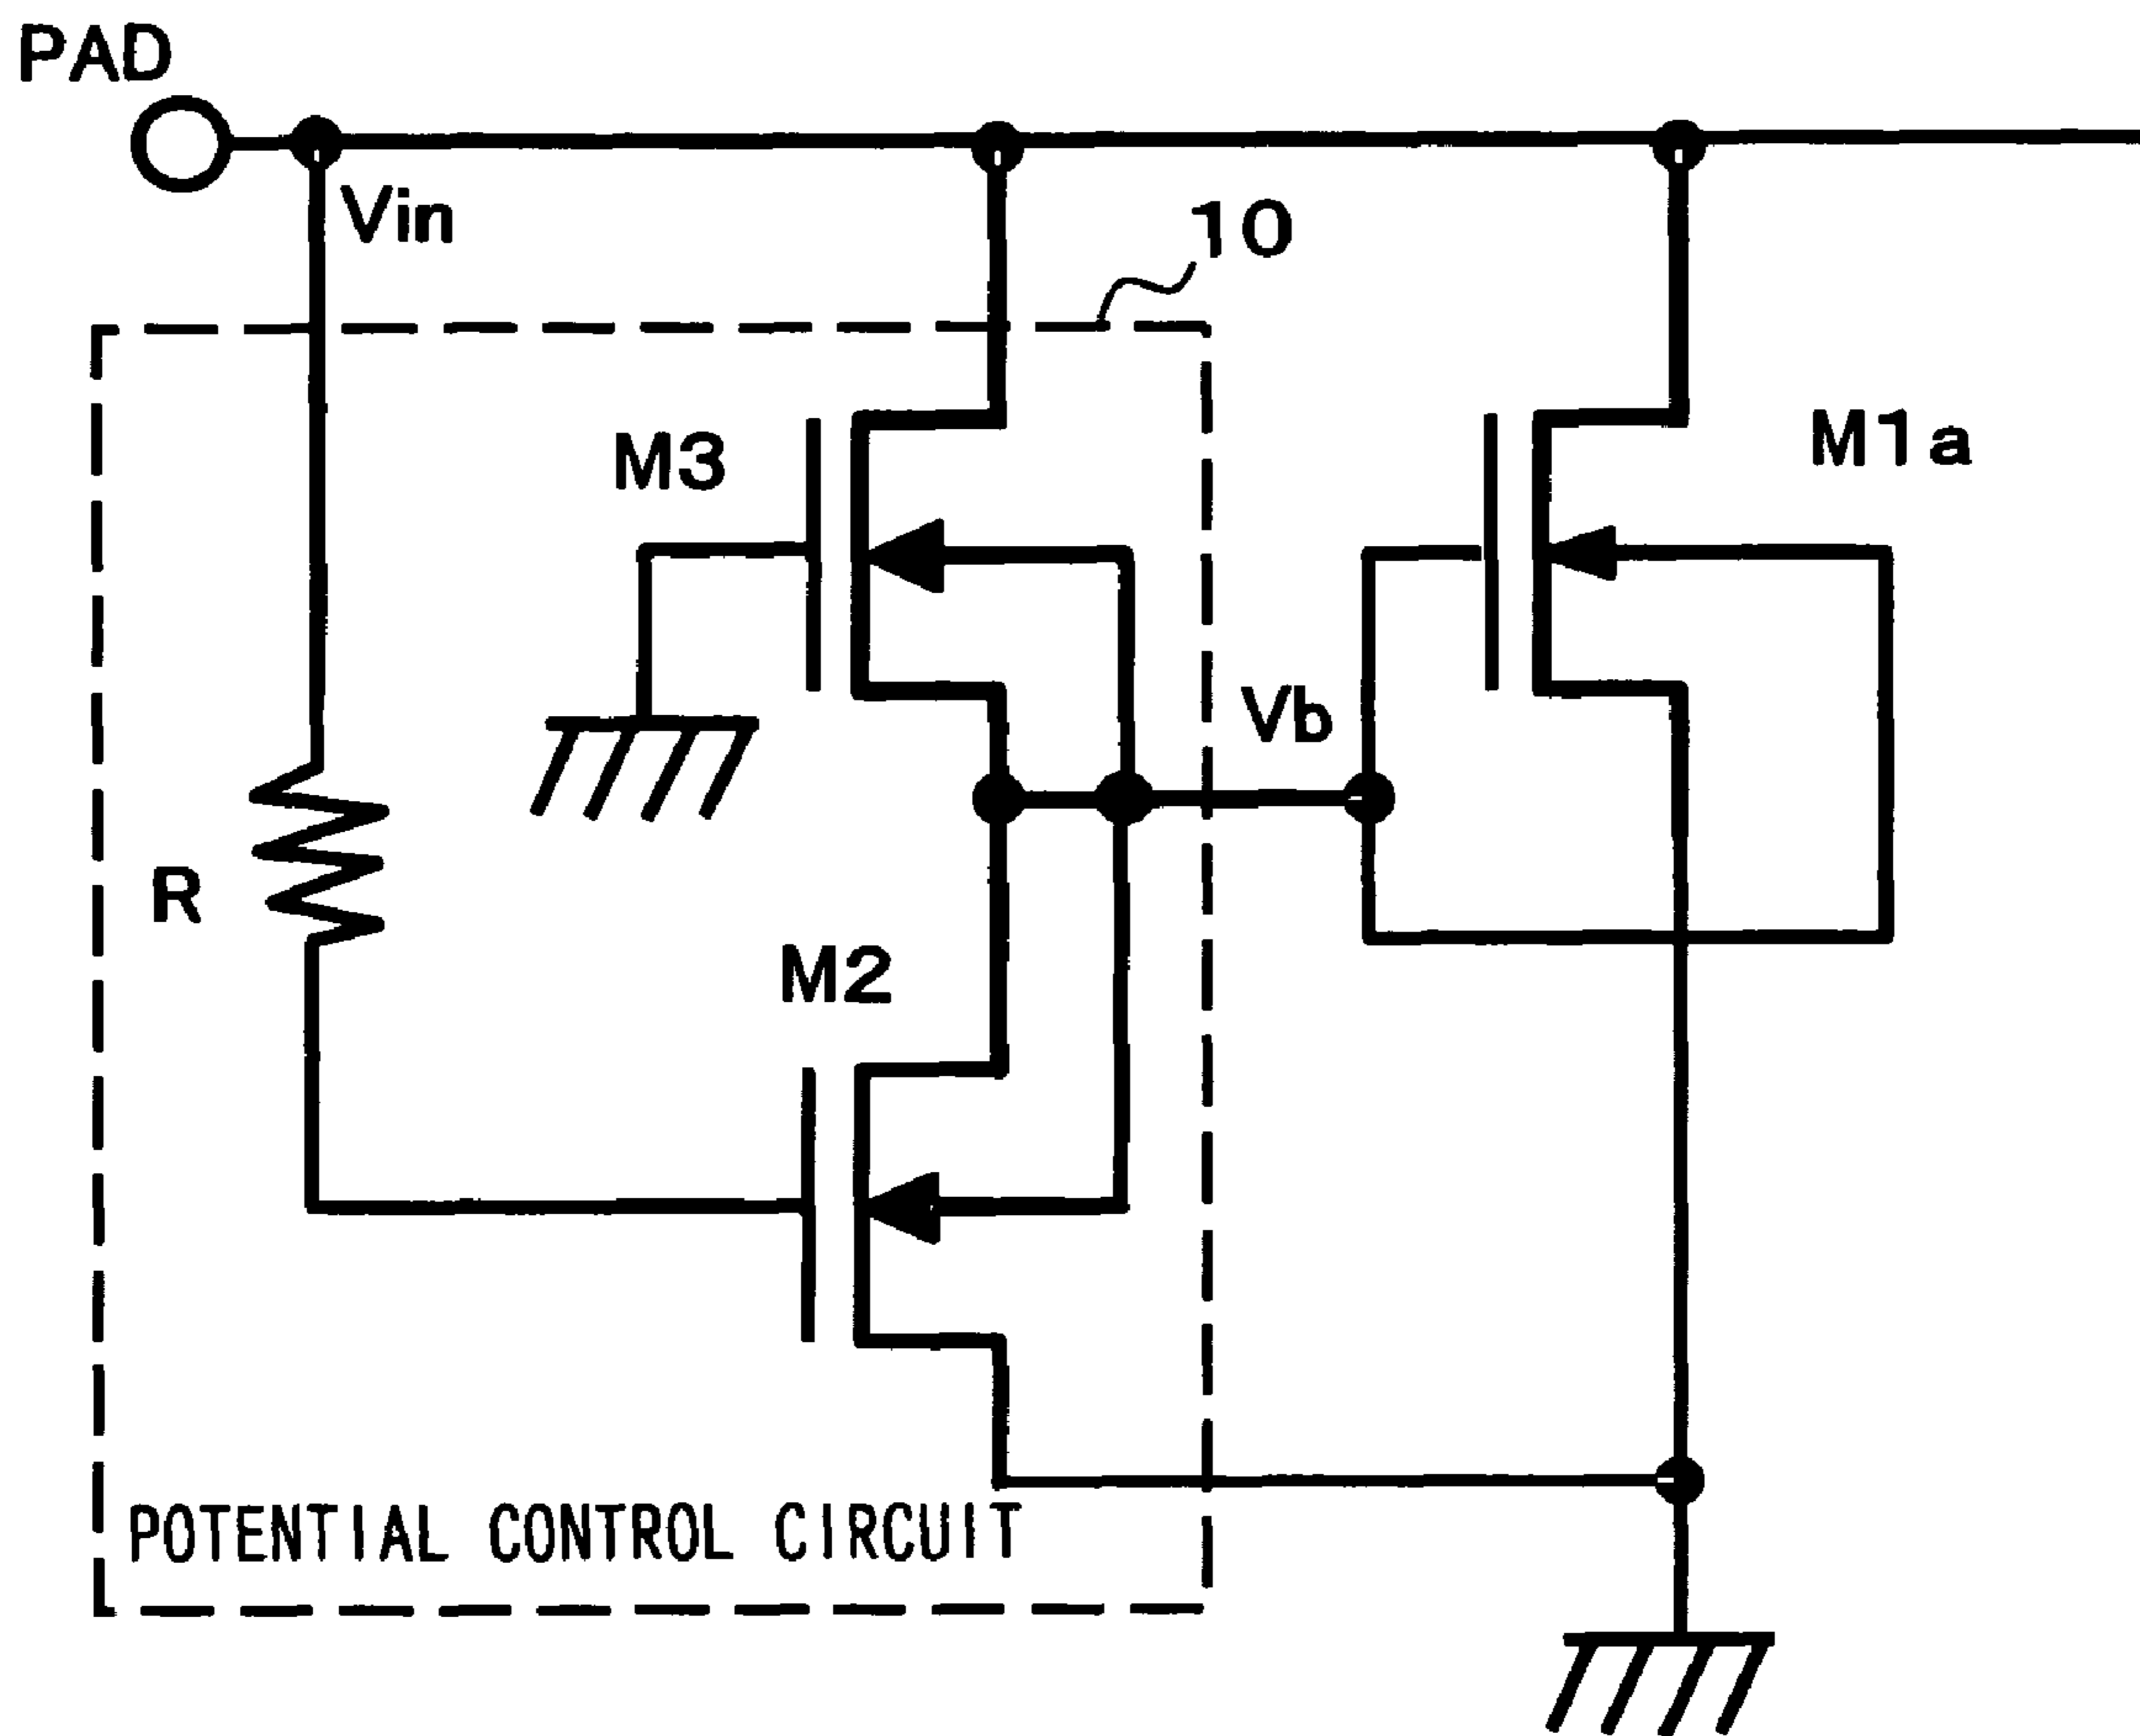 PAD
Vin
10
M3
M1a
Vb
R
M2
POTENTIAL CONTROL CIRCUIT